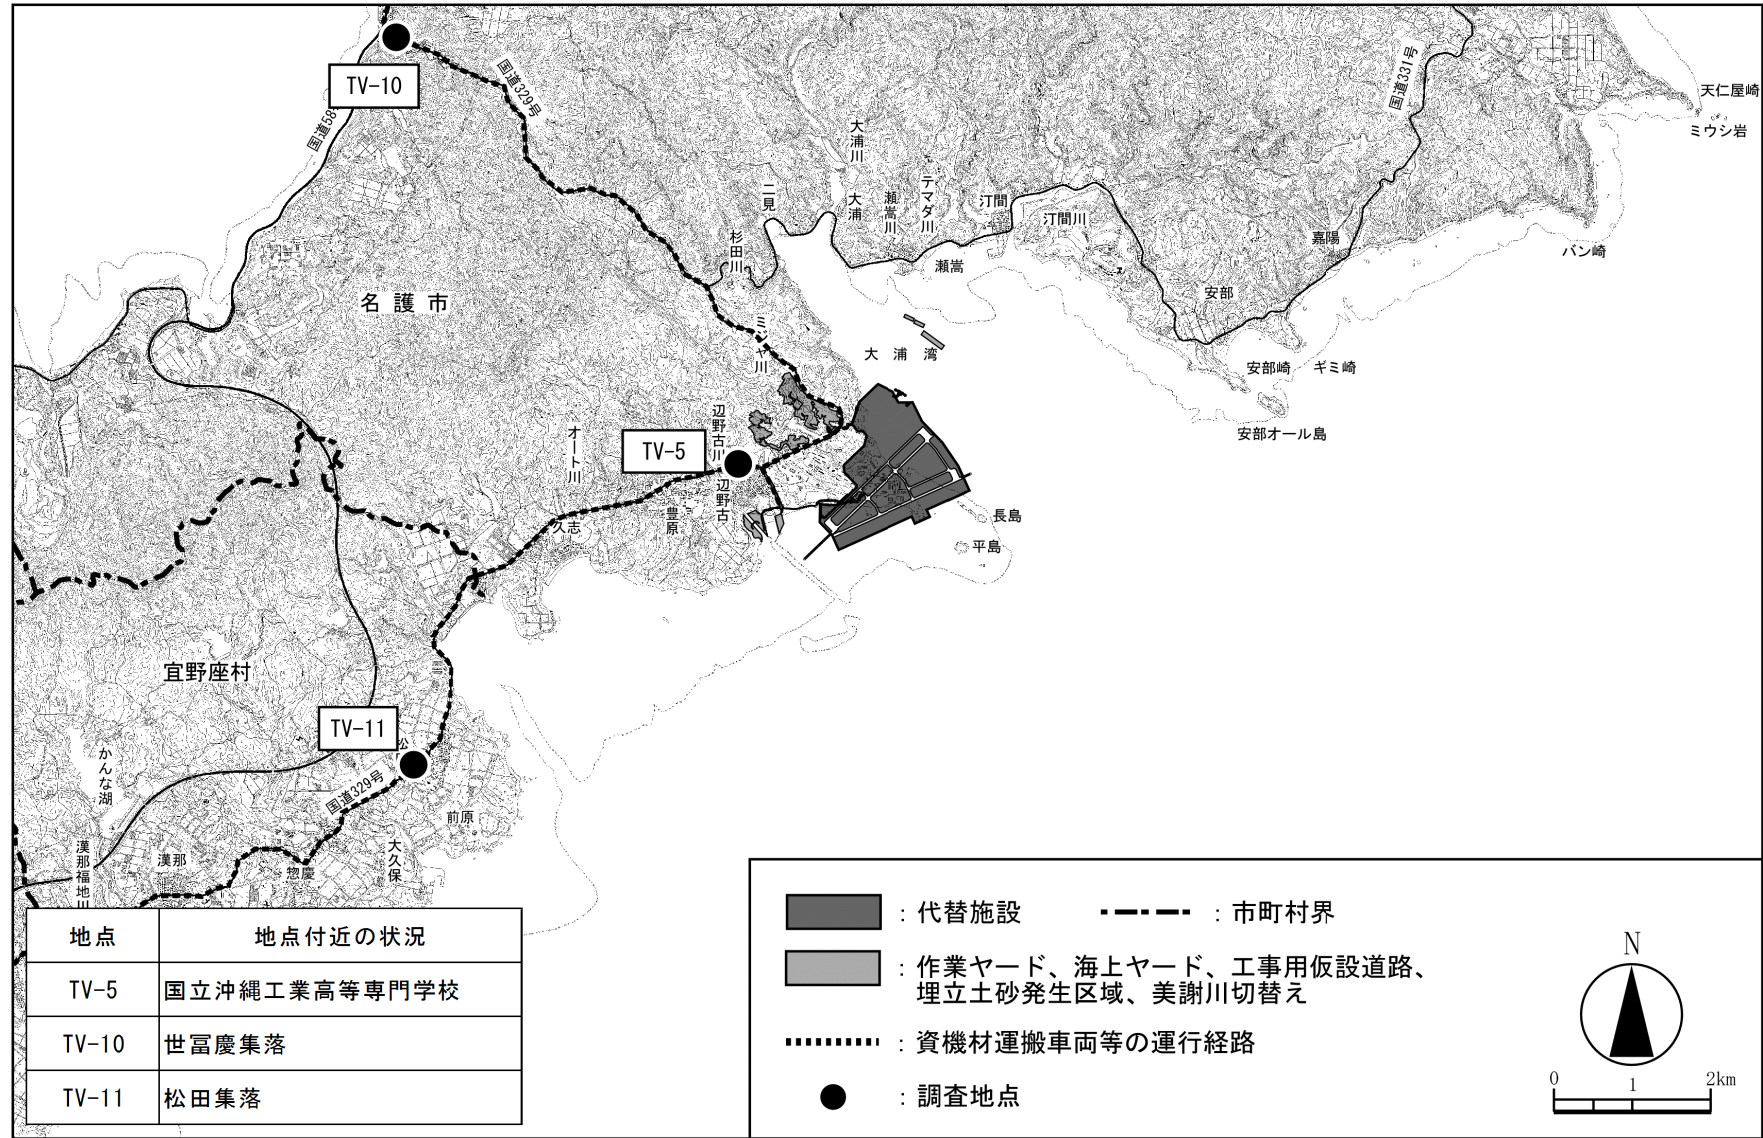 TV-10
国道58
国道329号
国道331号
天仁屋崎
ミウシ岩
バン崎
大浦川
大浦
瀬嵩川
テマダ川
汀間
汀間川
嘉陽
二見
杉田川
瀬嵩
安部
名護市
ミジャ川
大浦湾
安部崎
ギミ崎
安部オール島
TV-5
辺野古川
辺野古
オート川
久志
豊原
長島
平島
宜野座村
TV-11
松
かんな湖
国道329号
前原
漢那福地川
漢那
惣慶
大久保
地点 地点付近の状況
TV-5 国立沖縄工業高等専門学校
TV-10 世冨慶集落
TV-11 松田集落
：代替施設
：市町村界
：作業ヤード、海上ヤード、工事用仮設道路、
埋立土砂発生区域、美謝川切替え
：資機材運搬車両等の運行経路
：調査地点
N
0 1 2km